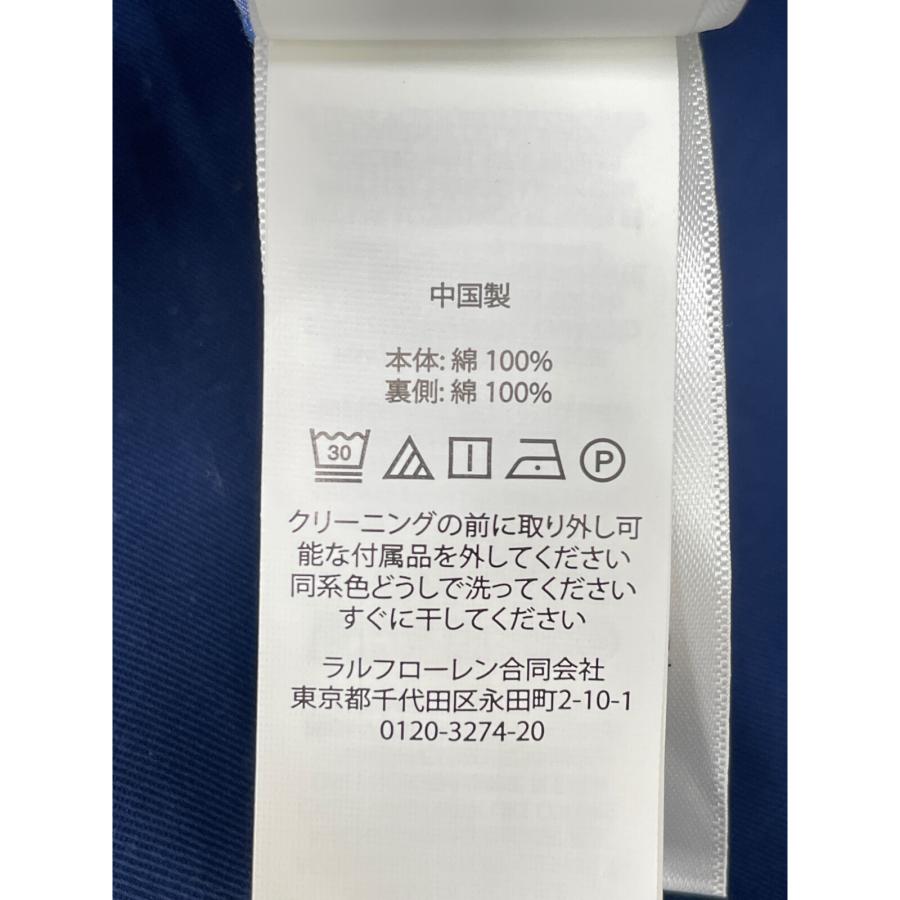 中国製
本体: 綿 100%
裏側: 綿 100%
30 P
クリーニングの前に取り外し可
能な付属品を外してください
同系色どうしで洗ってください
すぐに干してください
ラルフローレン合同会社
東京都千代田区永田町2-10-1
0120-3274-20